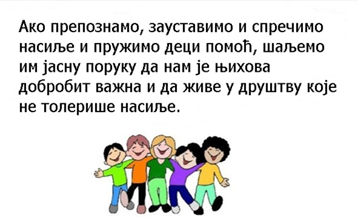 Ако препознамо, зауставимо и спречимо
насиље и пружимо деци помоћ, шаљемо
им јасну поруку да нам је њихова
добробит важна и да живе у друштву које
не толерише насиље.